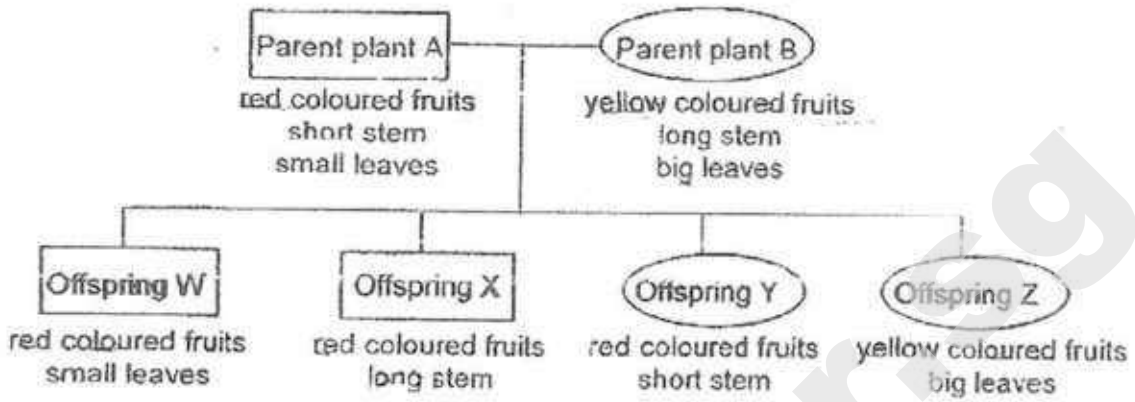 Parent plant A
Parent plant B
red coloured fruits
short stem
small leaves
yellow coloured fruits
long stem
big leaves
Offspring W
Offspring X
Offspring Y
Offspring Z
red coloured fruits
small leaves
red coloured fruits
long stem
red coloured fruits
short stem
yellow coloured fruits
big leaves